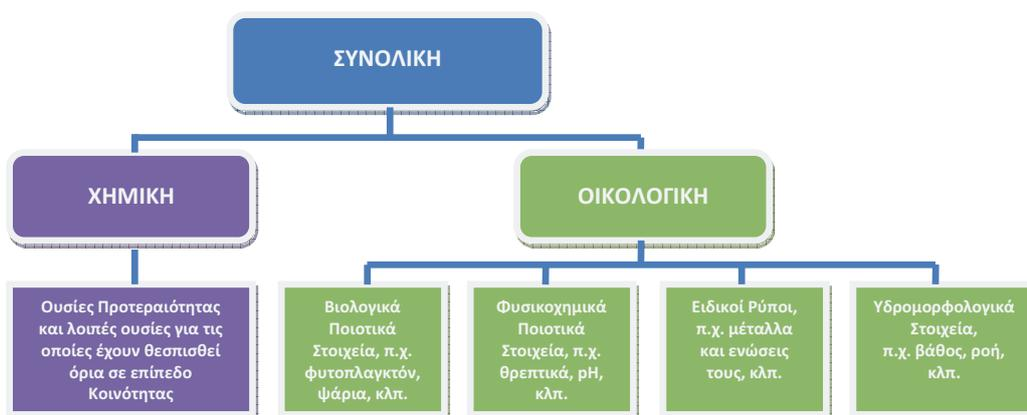 ΣΥΝΟΛΙΚΗ
ΧΗΜΙΚΗ
ΟΙΚΟΛΟΓΙΚΗ
Ουσίες Προτεραιότητας
και λοιπές ουσίες για τις
οποίες έχουν θεσπισθεί
όρια σε επίπεδο
Κοινότητας
Βιολογικά
Ποιοτικά
Στοιχεία, π.χ.
φυτοπλαγκτόν,
ψάρια, κλπ.
Φυσικοχημικά
Ποιοτικά
Στοιχεία, π.χ.
θρεπτικά, pH,
κλπ.
Ειδικοί Ρύποι,
π.χ. μέταλλα
και ενώσεις
τους, κλπ.
Υδρομορφολογικά
Στοιχεία,
π.χ. βάθος, ροή,
κλπ.